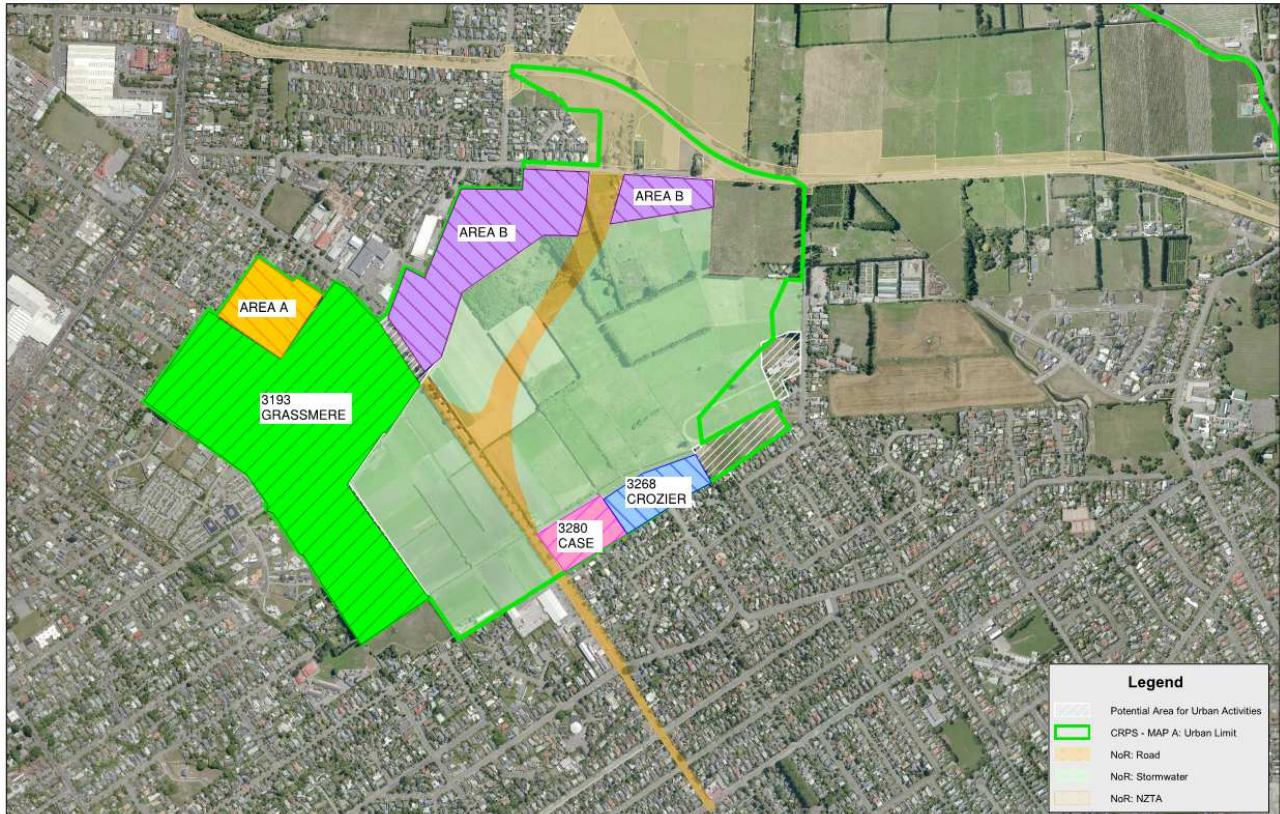 AREA B
AREA B
AREA A
3193
GRASSMERE
3268
CROZIER
3280
CASE
Legend
Potential Area for Urban Activities
CRPS - MAP A: Urban Limit
NoR: Road
NoR: Stormwater
NoR: NZTA